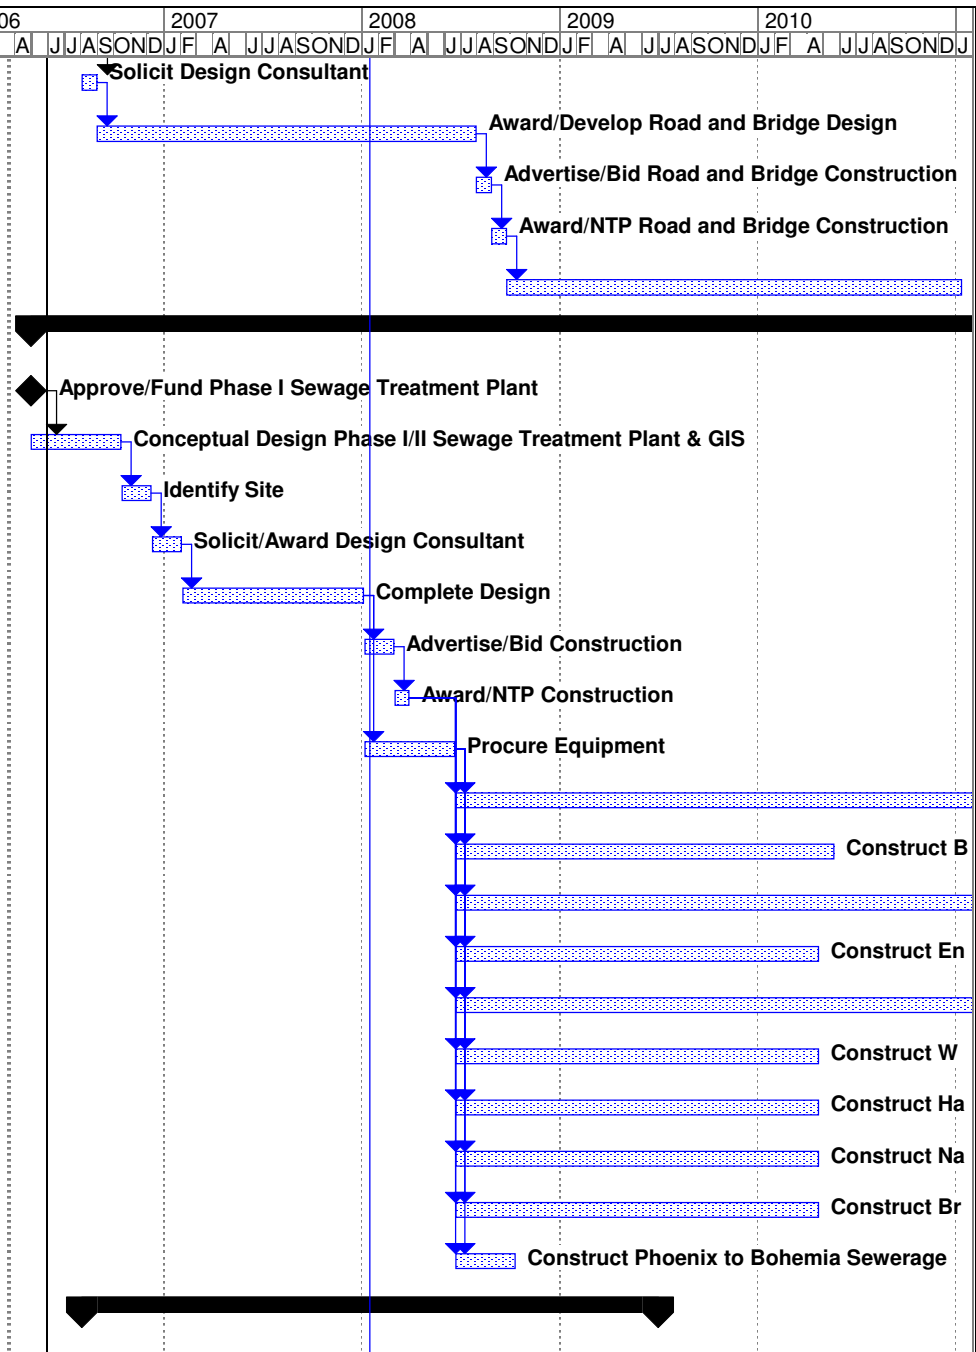 06 2007 2008 2009 2010
A J J A S O N D J F A J J A S O N D J F A J J A S O N D J F A J J A S O N D J F A J J A S O N D J
Solicit Design Consultant
Award/Develop Road and Bridge Design
Advertise/Bid Road and Bridge Construction
Award/NTP Road and Bridge Construction
Approve/Fund Phase I Sewage Treatment Plant
Conceptual Design Phase I/II Sewage Treatment Plant & GIS
Identify Site
Solicit/Award Design Consultant
Complete Design
Advertise/Bid Construction
Award/NTP Construction
Procure Equipment
Construct B
Construct En
Construct W
Construct Ha
Construct Na
Construct Br
Construct Phoenix to Bohemia Sewerage